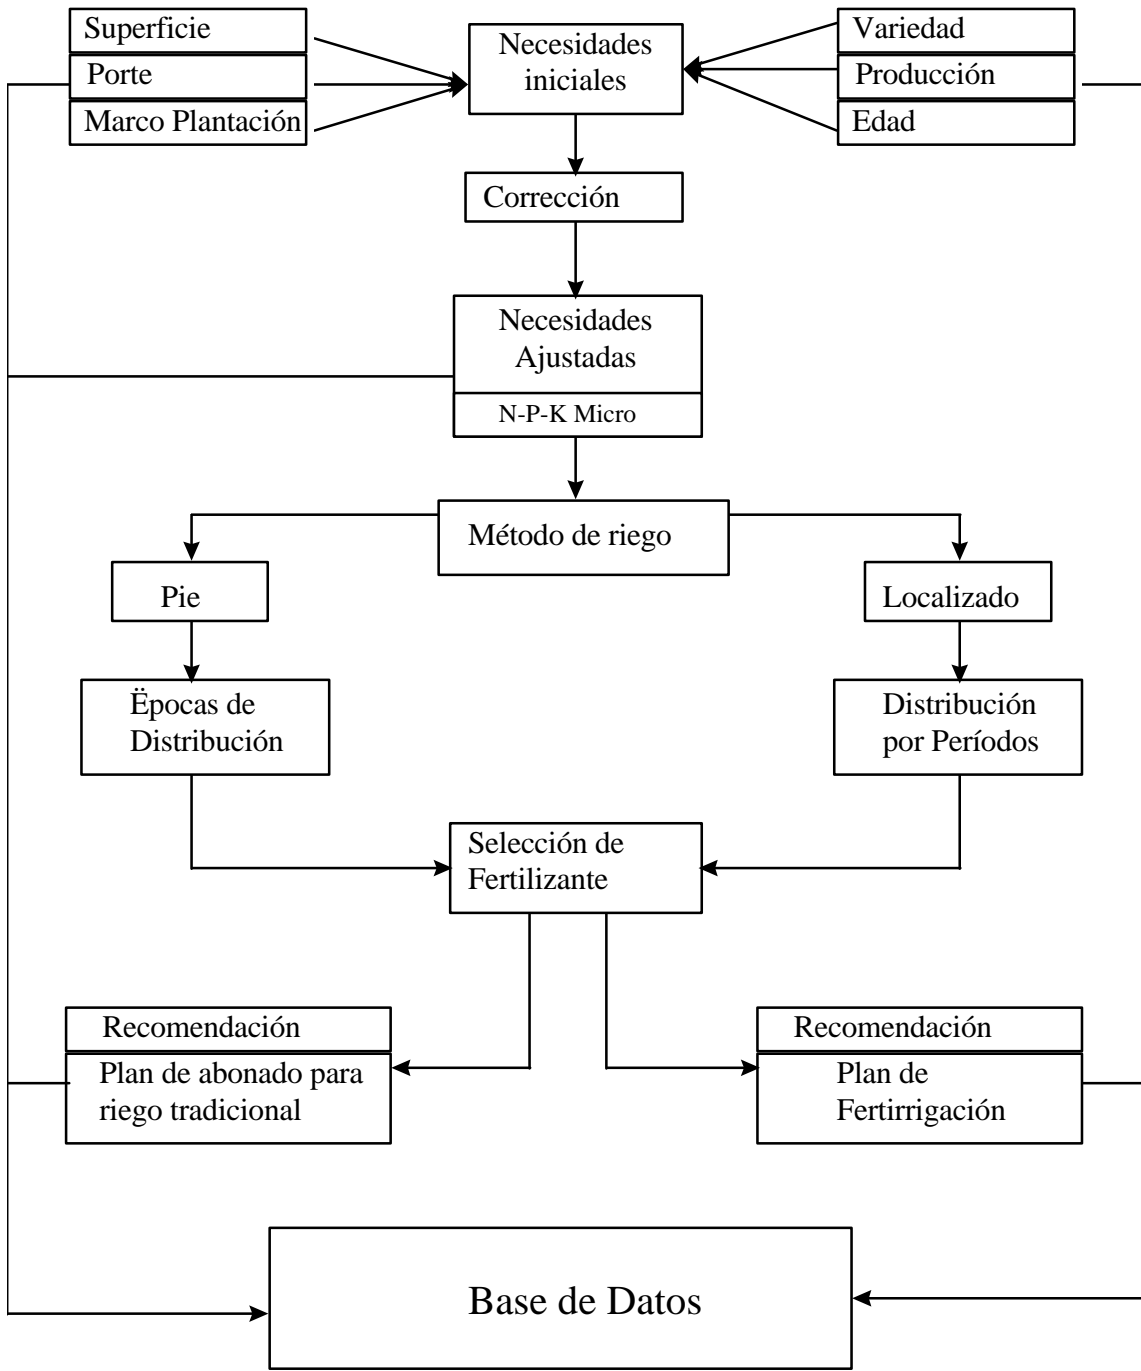 Superficie
Porte
Marco Plantación
Necesidades
iniciales
Variedad
Producción
Edad
Corrección
Necesidades
Ajustadas
N-P-K Micro
Método de riego
Pie
Localizado
Ëpocas de
Distribución
Distribución
por Períodos
Selección de
Fertilizante
Recomendación
Plan de abonado para
riego tradicional
Recomendación
Plan de
Fertirrigación
Base de Datos